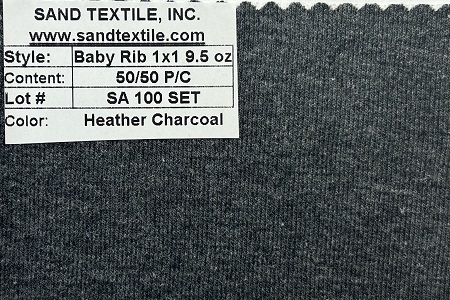 SAND TEXTILE, INC.
www.sandtextile.com
Style: Baby Rib 1x1 9.5 oz
Content: 50/50 P/C
Lot # SA 100 SET
Color: Heather Charcoal